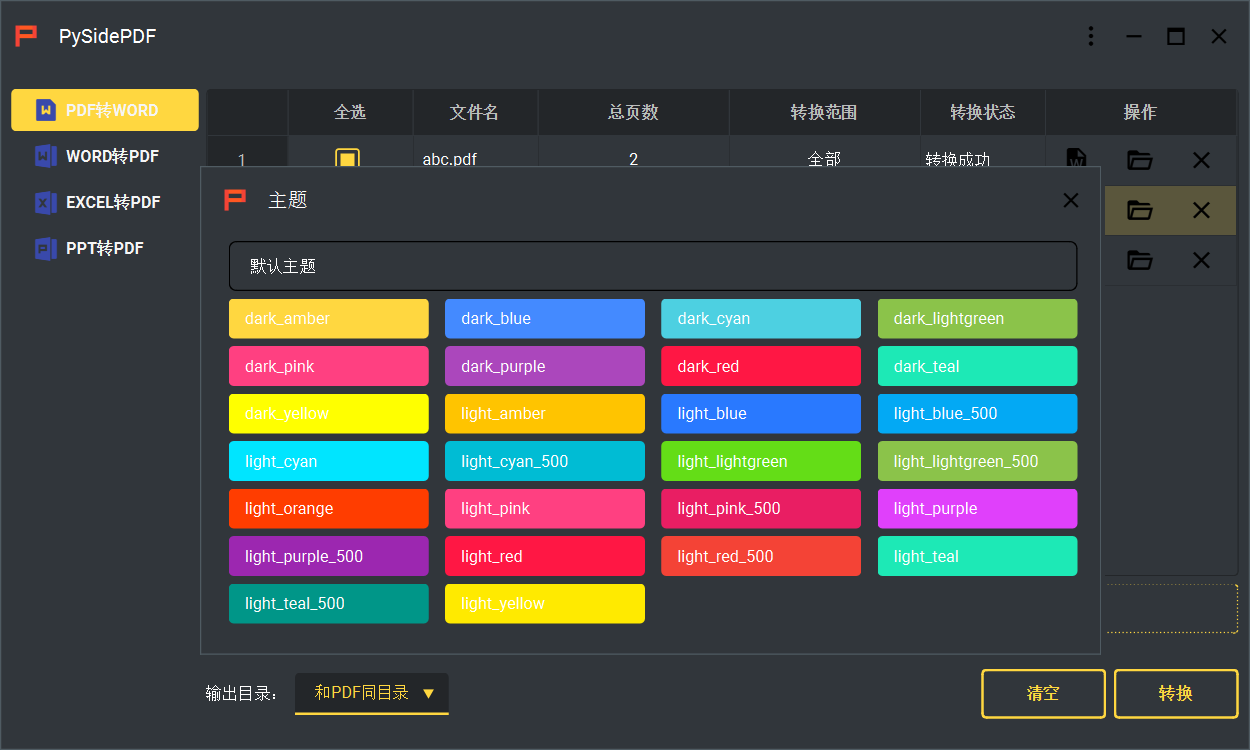 PySidePDF
PDF转WORD
WORD转PDF
EXCEL转PDF
PPT转PDF
全选 文件名 总页数 转换范围 转换状态 操作
1 abc.pdf 2 全部 转换成功
主题
默认主题
dark_amber dark_blue dark_cyan dark_lightgreen
dark_pink dark_purple dark_red dark_teal
dark_yellow light_amber light_blue light_blue_500
light_cyan light_cyan_500 light_lightgreen light_lightgreen_500
light_orange light_pink light_pink_500 light_purple
light_purple_500 light_red light_red_500 light_teal
light_teal_500 light_yellow
输出目录： 和PDF同目录 清空 转换